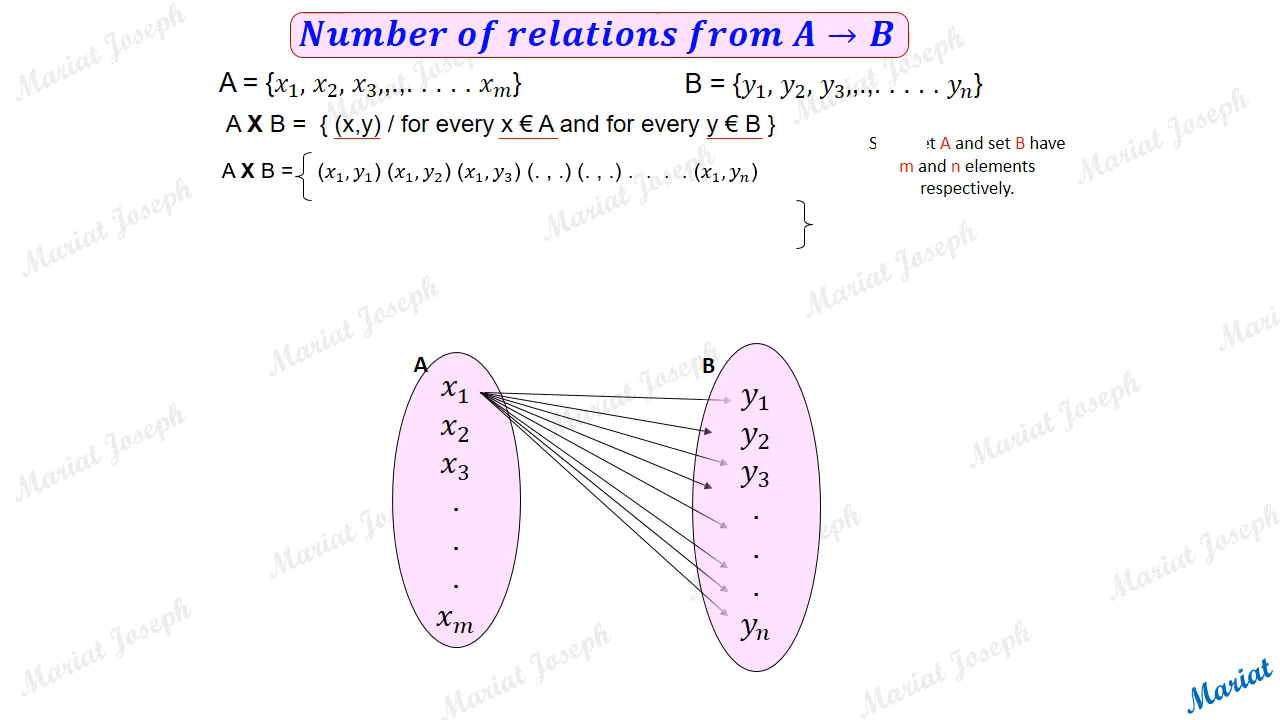 Number of relations from A → B
A = {x₁, x₂, x₃,,.,. . . . . xₘ} B = {y₁, y₂, y₃,,.,. . . . . yₙ}
A X B = { (x,y) / for every x € A and for every y € B }
A and set B have
m and n elements
respectively.
A X B = { (x₁, y₁) (x₁, y₂) (x₁, y₃) (. , .) (. , .) . . . . (x₁, yₙ)
}
A B
x₁ y₁
x₂ y₂
x₃ y₃
. .
. .
. .
xₘ yₙ
Mariat
Mariat Joseph